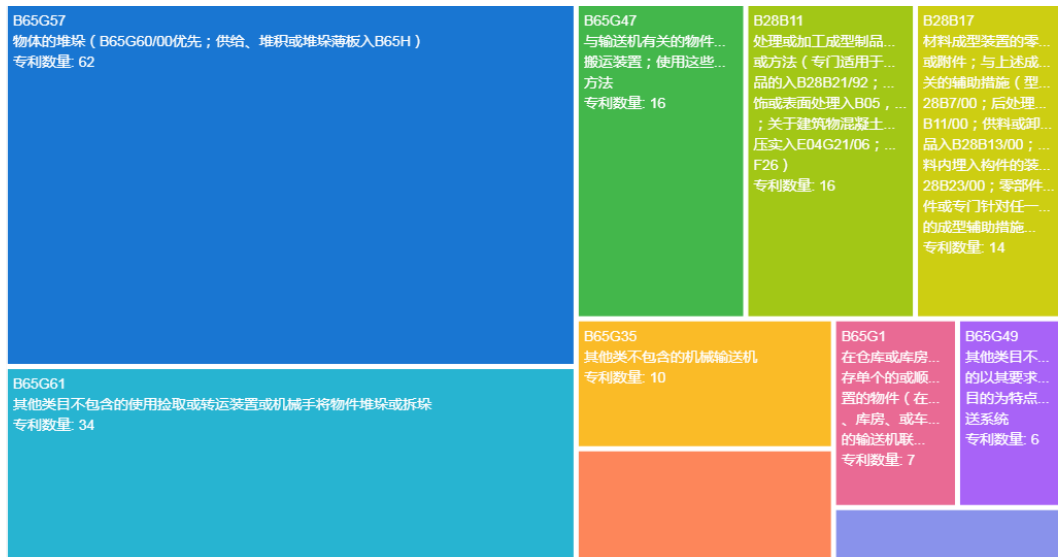 B65G57
物体的堆垛（B65G60/00优先；供给、堆积或堆垛薄板入B65H）
专利数量: 62
B65G61
其他类目不包含的使用捡取或转运装置或机械手将物件堆垛或拆垛
专利数量: 34
B65G47
与输送机有关的物件...
搬运装置；使用这些...
方法
专利数量: 16
B28B11
处理或加工成型制品...
或方法（专门适用于...
品的入B28B21/92；...
饰或表面处理入B05，...
；关于建筑物混凝土...
压实入E04G21/06；...
F26）
专利数量: 16
B28B17
材料成型装置的零...
或附件；与上述成...
关的辅助措施（型...
28B7/00；后处理...
B11/00；供料或卸...
品入B28B13/00；...
料内埋入构件的装...
28B23/00；零部件...
件或专门针对任一...
的成型辅助措施...
专利数量: 14
B65G35
其他类不包含的机械输送机
专利数量: 10
B65G1
在仓库或库房...
存单个的或顺...
置的物件（在...
、库房、或车...
的输送机联...
专利数量: 7
B65G49
其他类目不...
的以其要求...
目的为特点...
送系统
专利数量: 6